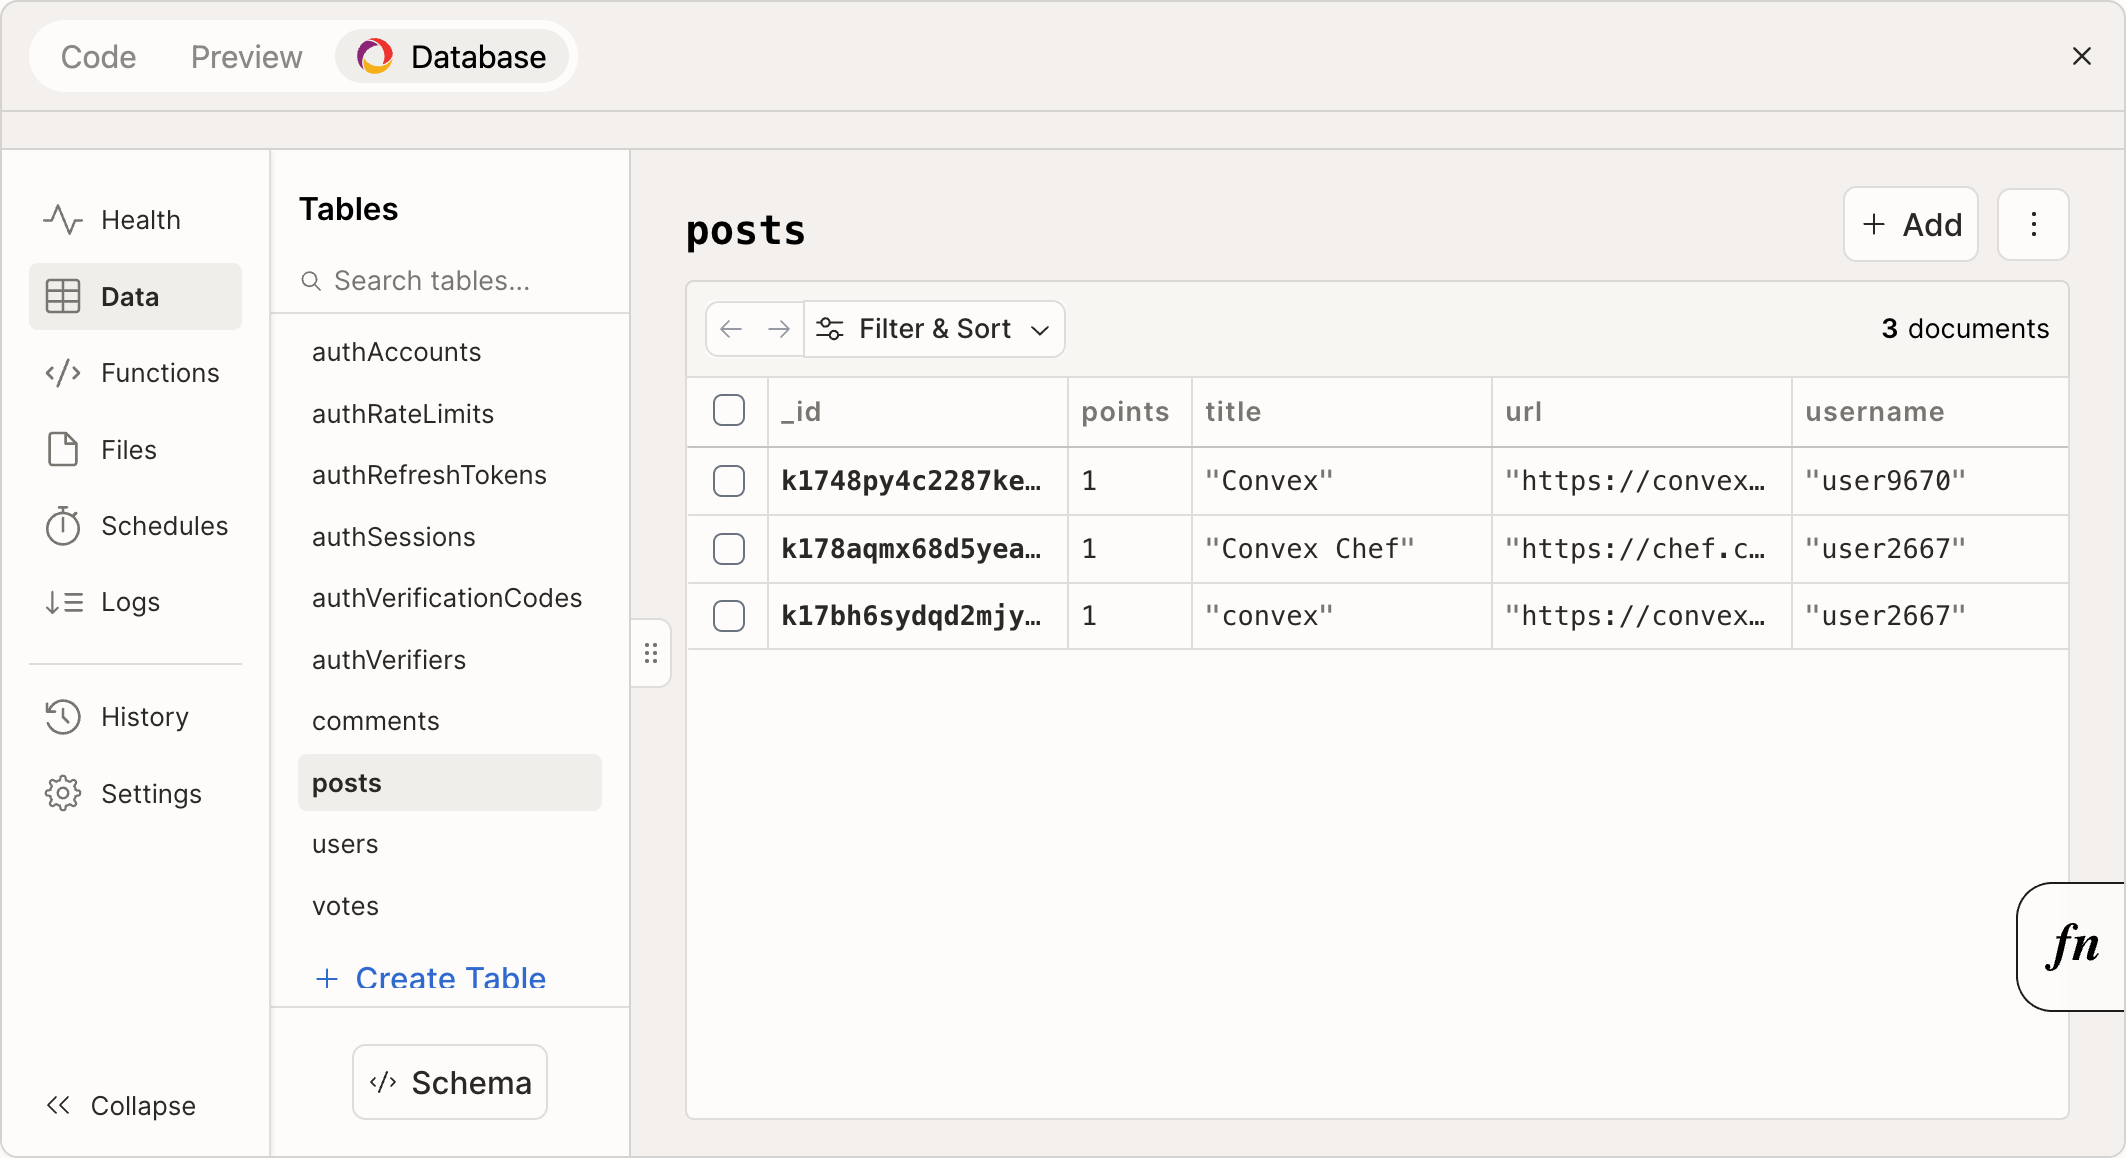 Code Preview Database
Health
Data
Functions
Files
Schedules
Logs
History
Settings
Collapse
Tables
Search tables...
authAccounts
authRateLimits
authRefreshTokens
authSessions
authVerificationCodes
authVerifiers
comments
posts
users
votes
+ Create Table
</> Schema
posts
+ Add
Filter & Sort
3 documents
_id points title url username
k1748py4c2287ke… 1 "Convex" "https://convex… "user9670"
k178aqmx68d5yea… 1 "Convex Chef" "https://chef.c… "user2667"
k17bh6sydqd2mjy… 1 "convex" "https://convex… "user2667"
fn